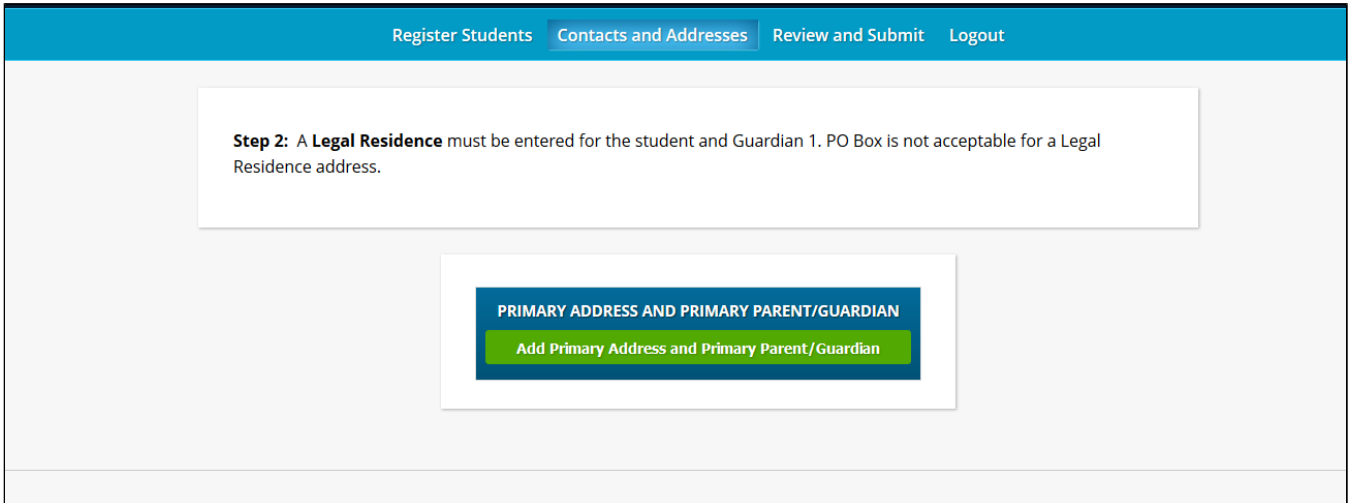 Register Students Contacts and Addresses Review and Submit Logout
Step 2: A Legal Residence must be entered for the student and Guardian 1. PO Box is not acceptable for a Legal
Residence address.
PRIMARY ADDRESS AND PRIMARY PARENT/GUARDIAN
Add Primary Address and Primary Parent/Guardian